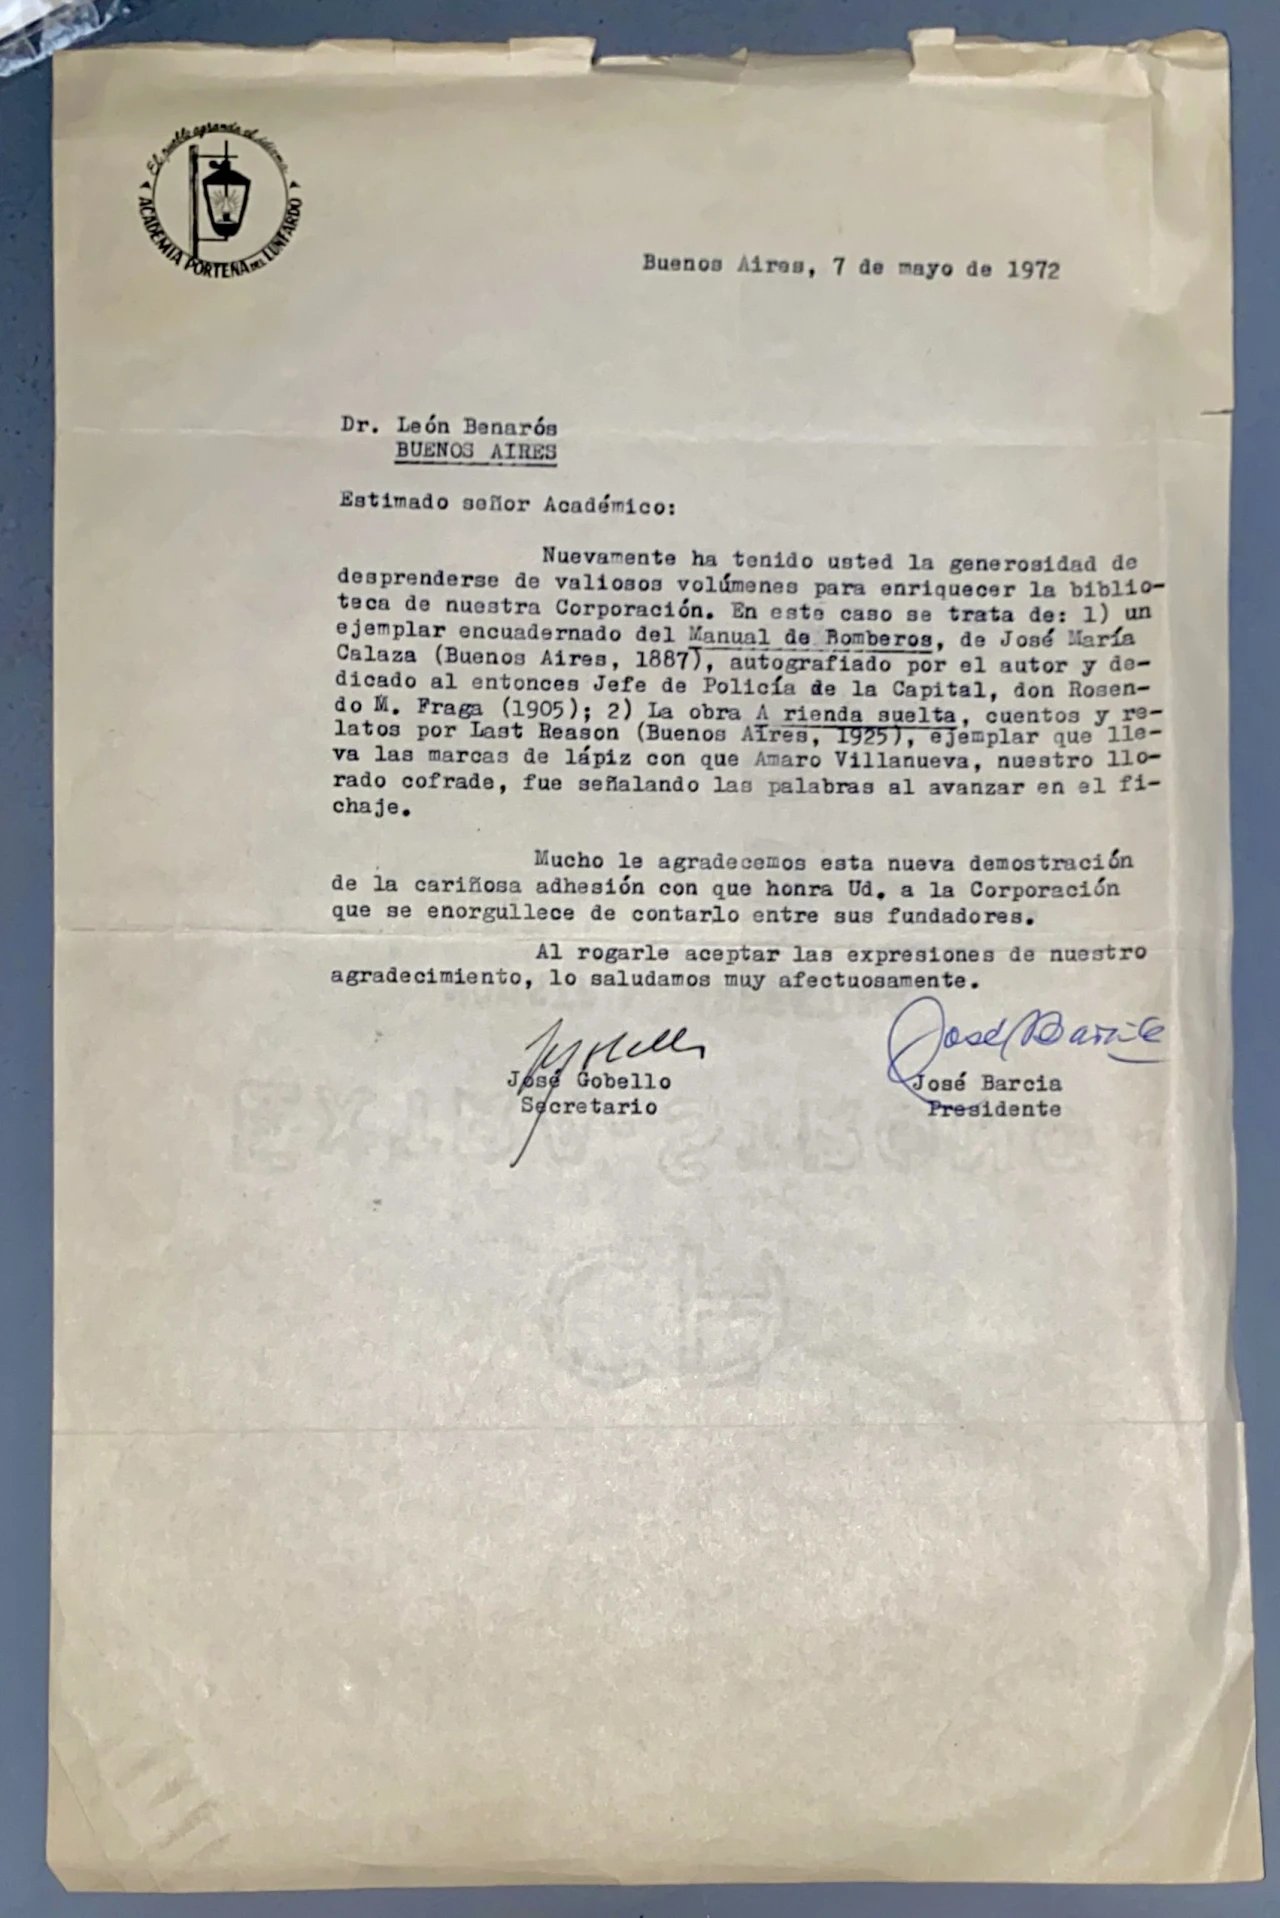 El pueblo agranda el idioma
ACADEMIA PORTEÑA DEL LUNFARDO
Buenos Aires, 7 de mayo de 1972
Dr. León Benarós
BUENOS AIRES
Estimado señor Académico:
Nuevamente ha tenido usted la generosidad de
desprenderse de valiosos volúmenes para enriquecer la biblio-
teca de nuestra Corporación. En este caso se trata de: 1) un
ejemplar encuadernado del Manual de Bomberos, de José María
Calaza (Buenos Aires, 1887), autografiado por el autor y de-
dicado al entonces Jefe de Policía de la Capital, don Rosen-
do M. Fraga (1905); 2) La obra A rienda suelta, cuentos y re-
latos por Last Reason (Buenos Aires, 1925), ejemplar que lle-
va las marcas de lápiz con que Amaro Villanueva, nuestro llo-
rado cofrade, fue señalando las palabras al avanzar en el fi-
chaje.
Mucho le agradecemos esta nueva demostración
de la cariñosa adhesión con que honra Ud. a la Corporación
que se enorgullece de contarlo entre sus fundadores.
Al rogarle aceptar las expresiones de nuestro
agradecimiento, lo saludamos muy afectuosamente.
José Barcia
José Gobello José Barcia
Secretario Presidente